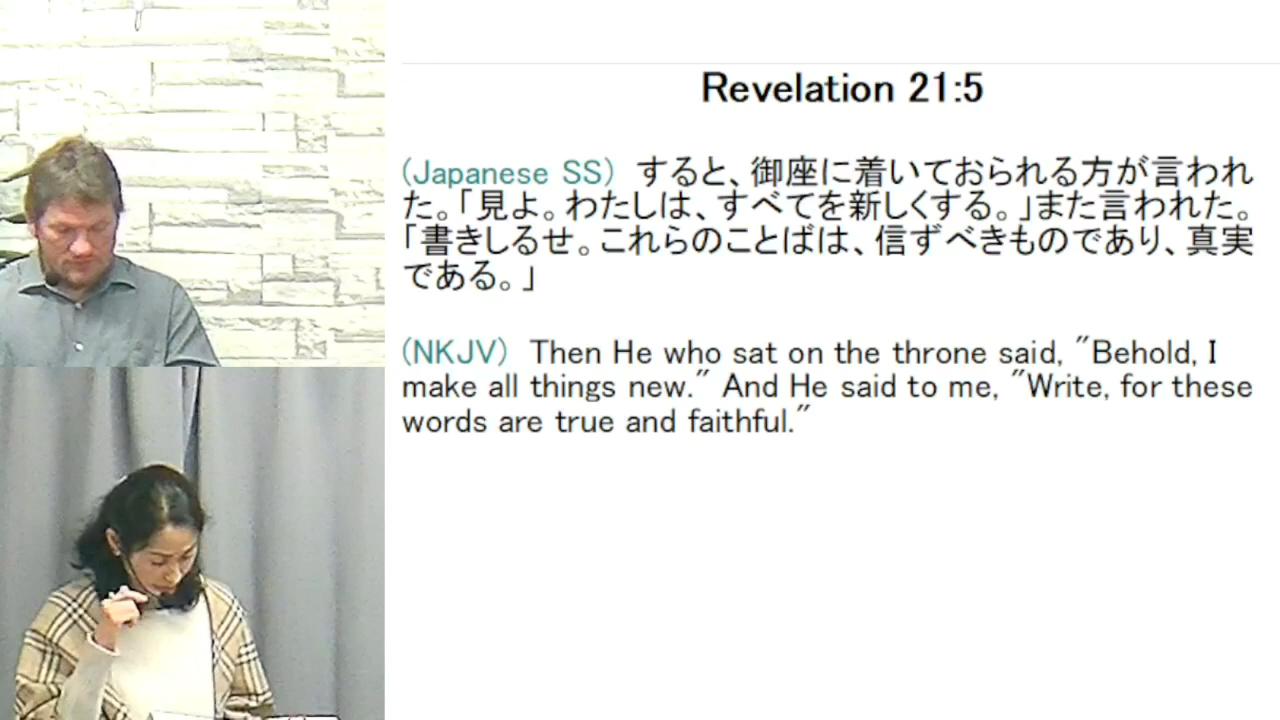 Revelation 21:5
(Japanese SS) すると、御座に着いておられる方が言われ
た。「見よ。わたしは、すべてを新しくする。」また言われた。
「書きしるせ。これらのことばは、信ずべきものであり、真実
である。」
(NKJV) Then He who sat on the throne said, "Behold, I
make all things new." And He said to me, "Write, for these
words are true and faithful."